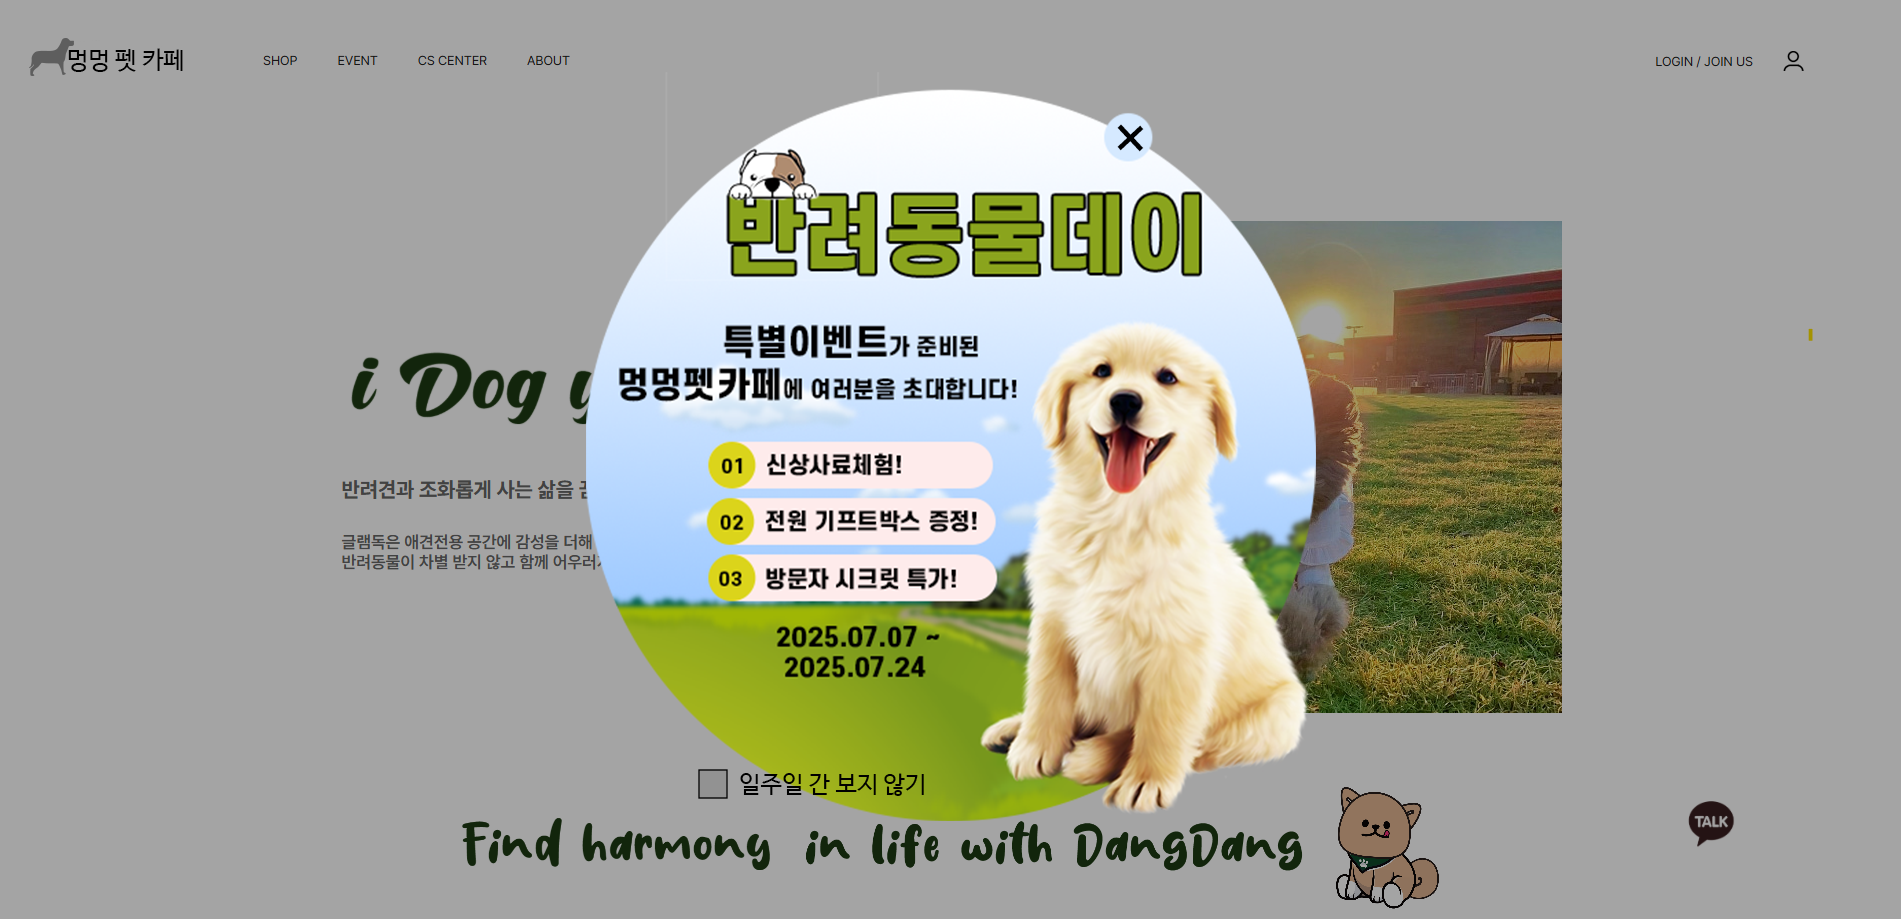 멍멍 펫 카페
SHOP
EVENT
CS CENTER
ABOUT
LOGIN / JOIN US
반려동물데이
특별이벤트가 준비된
멍멍펫카페에 여러분을 초대합니다!
01 신상사료체험!
02 전원 기프트박스 증정!
03 방문자 시크릿 특가!
2025.07.07 ~
2025.07.24
i Dog
반려견과 조화롭게 사는 삶을
글램독은 애견전용 공간에 감성을 더해
반려동물이 차별 받지 않고 함께
일주일 간 보지 않기
Find harmony in life with DangDang
TALK